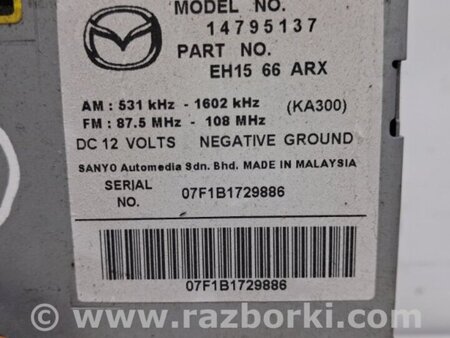 MODEL NO.
14795137
PART NO.
EH15 66 ARX
AM : 531 kHz - 1602 kHz (KA300)
FM : 87.5 MHz - 108 MHz
DC 12 VOLTS NEGATIVE GROUND
SANYO Automedia Sdn. Bhd. MADE IN MALAYSIA
SERIAL NO. 07F1B1729886
07F1B1729886
www.razborki.com